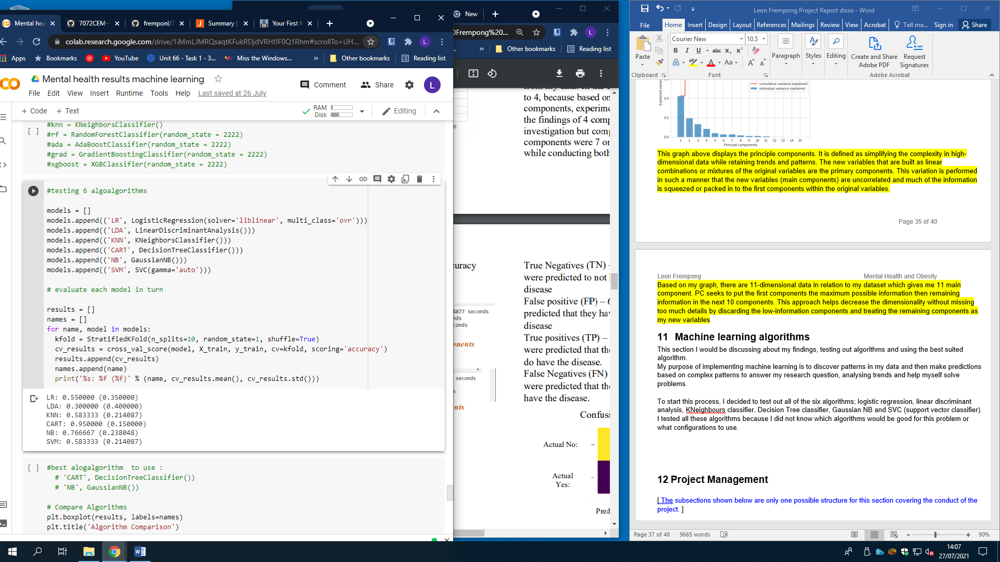 Mental hea
7072CEM-
fremponl/7
Summary |
Your First M
New
colab.research.google.com/drive/1iMmLJMRQsaqtKFukRDjdVRHfJF0Q1Rhm#scrollTo=UH...
L
Frempong%20...
L
Apps
Bookmarks
YouTube
Unit 66 - Task 1 - 3...
Miss the Windows...
»
Other bookmarks
Reading list
»
Other bookmarks
Reading list
Mental health results machine learning
Comment
Share
L
File Edit View Insert Runtime Tools Help Last saved at 26 July
+ Code + Text
RAM
Disk
Editing
[ ]
#knn = KNeighborsClassifier()
#rf = RandomForestClassifier(random_state = 2222)
#ada = AdaBoostClassifier(random_state = 2222)
#grad = GradientBoostingClassifier(random_state = 2222)
#xgboost = XGBClassifier(random_state = 2222)
#testing 6 algoalgorithms
models = []
models.append(('LR', LogisticRegression(solver='liblinear', multi_class='ovr')))
models.append(('LDA', LinearDiscriminantAnalysis()))
models.append(('KNN', KNeighborsClassifier()))
models.append(('CART', DecisionTreeClassifier()))
models.append(('NB', GaussianNB()))
models.append(('SVM', SVC(gamma='auto')))
# evaluate each model in turn
results = []
names = []
for name, model in models:
kfold = StratifiedKFold(n_splits=10, random_state=1, shuffle=True)
cv_results = cross_val_score(model, X_train, y_train, cv=kfold, scoring='accuracy')
results.append(cv_results)
names.append(name)
print('%s: %f (%f)' % (name, cv_results.mean(), cv_results.std()))
LR: 0.550000 (0.350000)
LDA: 0.300000 (0.400000)
KNN: 0.583333 (0.214087)
CART: 0.950000 (0.150000)
NB: 0.766667 (0.238048)
SVM: 0.583333 (0.214087)
[ ]
#best alogalgorithm to use :
# 'CART', DecisionTreeClassifier())
# 'NB', GaussianNB())
# Compare Algorithms
plt.boxplot(results, labels=names)
plt.title('Algorithm Comparison')
to 4, because based on
components, experime
the findings of 4 comp
investigation but comp
components were 7 or
while conducting both
uracy
4877 seconds
nds
conds
onents
seconds
s
nts
True Negatives (TN) -
were predicted to not
disease
False positive (FP) – 6
predicted that they hav
disease
True positives (TP) –
were predicted that the
do have the disease.
False Negatives (FN)
were predicted that the
have the disease.
Confusi
Actual No:
Actual
Yes:
Pred
Leon Frempong Project Report disso - Word
File Home Insert Design Layout References Mailings Review View Acrobat Tell me... Sign in Share
Courier New 10.5
B I U abc X₂ X²
A Aa A A
Paste
Paragraph
Styles
Editing
Create and Share
Adobe PDF
Request
Signatures
Clipboard
Font
Adobe Acrobat
cumulative variance explained
individual variance explained
0.4
0.2
0.0
1 2 3 4 5 6 7 8 9 10 11 12 13 14 15
Principal components
This graph above displays the principle components. It is defined as simplifying the complexity in high-
dimensional data while retaining trends and patterns. The new variables that are built as linear
combinations or mixtures of the original variables are the primary components. This variation is performed
in such a manner that the new variables (main components) are uncorrelated and much of the information
is squeezed or packed in to the first components within the original variables.
Page 35 of 40
Leon Frempong
Mental Health and Obesity
Based on my graph, there are 11-dimensional data in relation to my dataset which gives me 11 main
component. PC seeks to put the first components the maximum possible information then remaining
information in the next 10 components. This approach helps decrease the dimensionality without missing
too much details by discarding the low-information components and treating the remaining components as
my new variables
11 Machine learning algorithms
This section I would be discussing about my findings, testing out algorithms and using the best suited
algorithm.
My purpose of implementing machine learning is to discover patterns in my data and then make predictions
based on complex patterns to answer my research question, analysing trends and help myself solve
problems.
To start this process, I decided to test out all of the six algorithms; logistic regression, linear discriminant
analysis, KNeighbours classifier, Decision Tree classifier, Gaussian NB and SVC (support vector classifier).
I tested all these algorithms because I did not know which algorithms would be good for this problem or
what configurations to use.
12 Project Management
[ The subsections shown below are only one possible structure for this section covering the conduct of the
project. ]
Page 37 of 48 9665 words
90%
14:07
27/07/2021